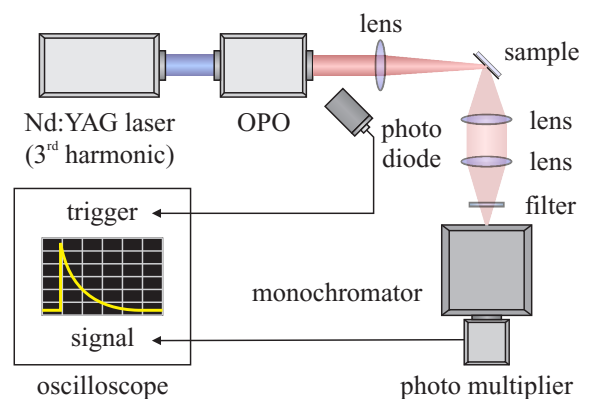 lens
sample
Nd:YAG laser
(3rd harmonic)
OPO
photo
diode
lens
lens
filter
trigger
monochromator
signal
oscilloscope
photo multiplier